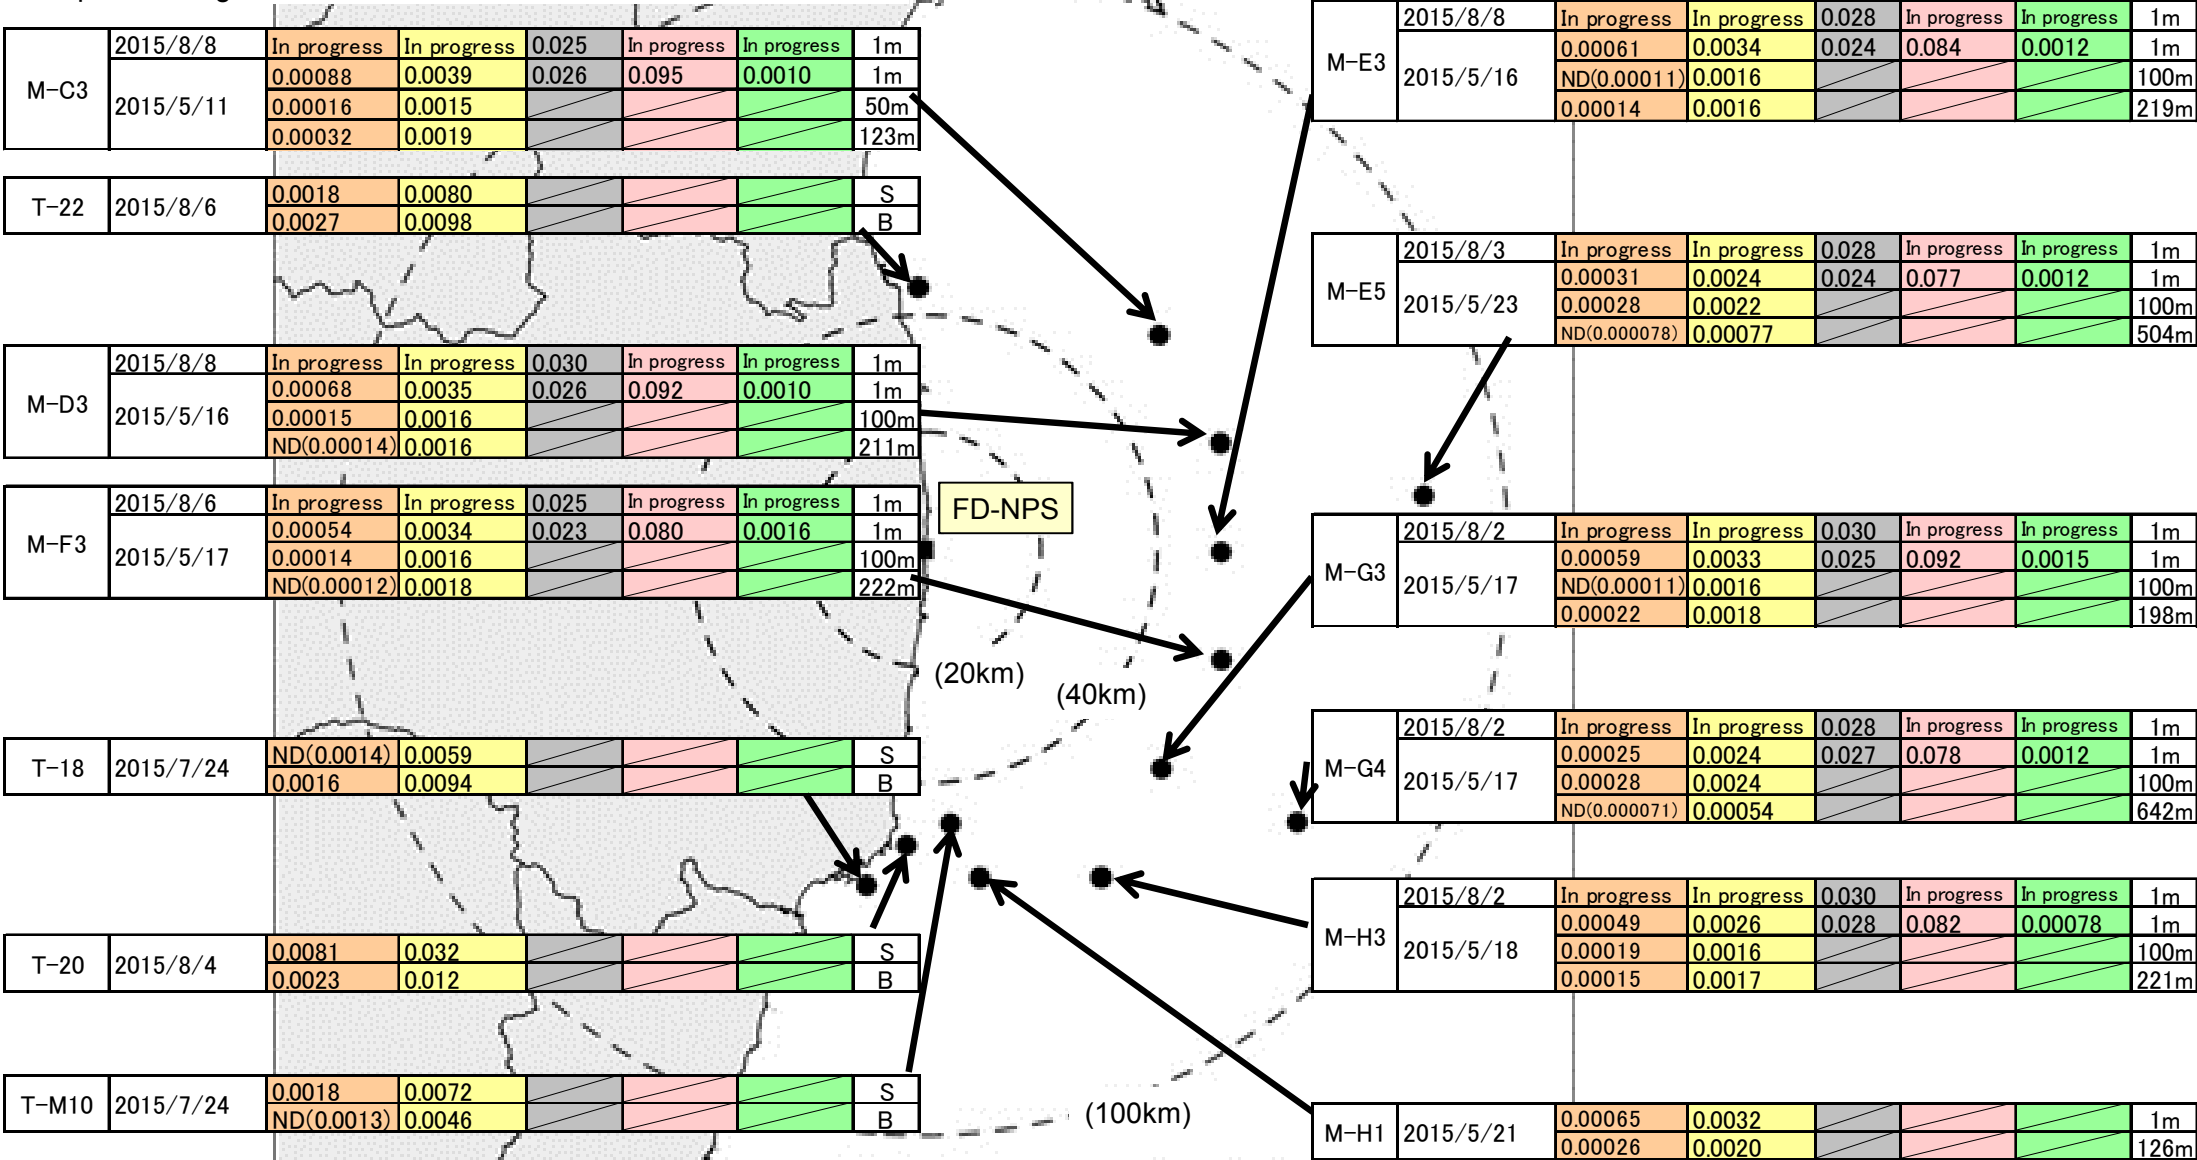 M-C3
2015/8/8 In progress In progress 0.025 In progress In progress 1m
2015/5/11 0.00088 0.0039 0.026 0.095 0.0010 1m
0.00016 0.0015 50m
0.00032 0.0019 123m
T-22 2015/8/6 0.0018 0.0080 S
0.0027 0.0098 B
M-D3
2015/8/8 In progress In progress 0.030 In progress In progress 1m
2015/5/16 0.00068 0.0035 0.026 0.092 0.0010 1m
0.00015 0.0016 100m
ND(0.00014) 0.0016 211m
M-F3
2015/8/6 In progress In progress 0.025 In progress In progress 1m
2015/5/17 0.00054 0.0034 0.023 0.080 0.0016 1m
0.00014 0.0016 100m
ND(0.00012) 0.0018 222m
T-18 2015/7/24 ND(0.0014) 0.0059 S
0.0016 0.0094 B
T-20 2015/8/4 0.0081 0.032 S
0.0023 0.012 B
T-M10 2015/7/24 0.0018 0.0072 S
ND(0.0013) 0.0046 B
FD-NPS
(20km)
(40km)
(100km)
M-E3
2015/8/8 In progress In progress 0.028 In progress In progress 1m
2015/5/16 0.00061 0.0034 0.024 0.084 0.0012 1m
ND(0.00011) 0.0016 100m
0.00014 0.0016 219m
M-E5
2015/8/3 In progress In progress 0.028 In progress In progress 1m
2015/5/23 0.00031 0.0024 0.024 0.077 0.0012 1m
0.00028 0.0022 100m
ND(0.000078) 0.00077 504m
M-G3
2015/8/2 In progress In progress 0.030 In progress In progress 1m
2015/5/17 0.00059 0.0033 0.025 0.092 0.0015 1m
ND(0.00011) 0.0016 100m
0.00022 0.0018 198m
M-G4
2015/8/2 In progress In progress 0.028 In progress In progress 1m
2015/5/17 0.00025 0.0024 0.027 0.078 0.0012 1m
0.00028 0.0024 100m
ND(0.000071) 0.00054 642m
M-H3
2015/8/2 In progress In progress 0.030 In progress In progress 1m
2015/5/18 0.00049 0.0026 0.028 0.082 0.00078 1m
0.00019 0.0016 100m
0.00015 0.0017 221m
M-H1 2015/5/21 0.00065 0.0032 1m
0.00026 0.0020 126m